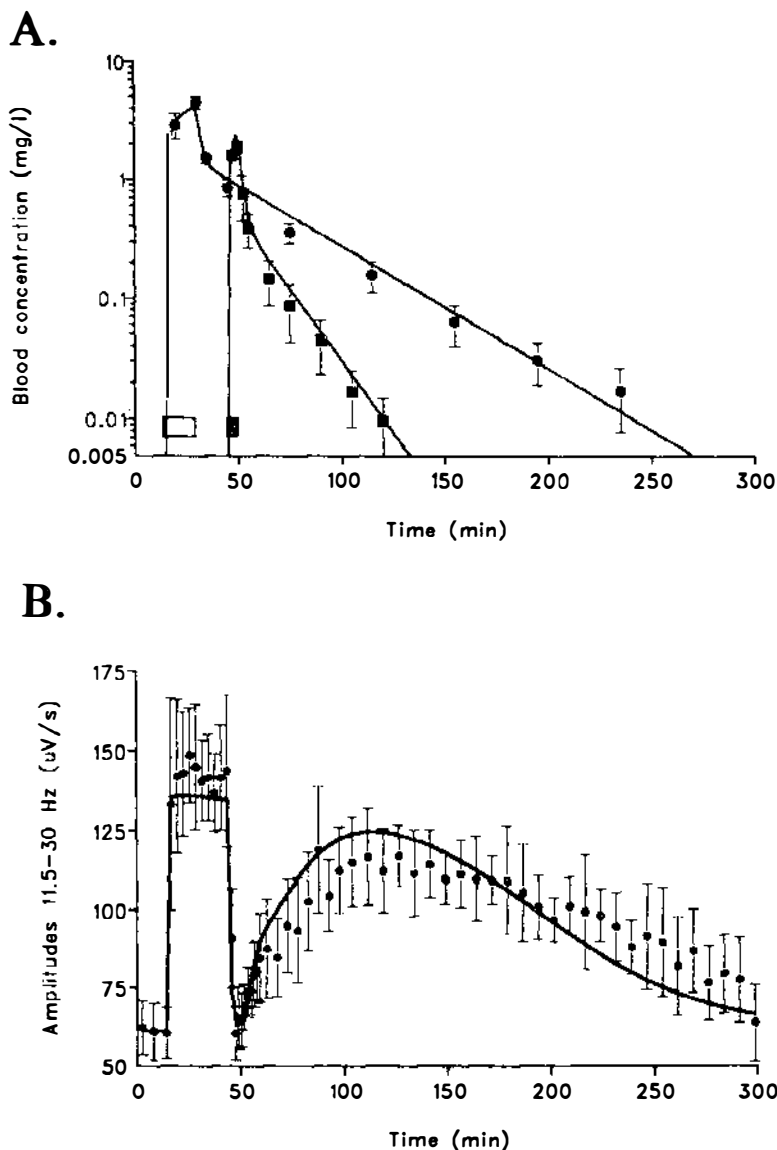 A.
Blood concentration (mg/l)
10
1
0.1
0.01
0.005
0 50 100 150 200 250 300
Time (min)
B.
Amplitudes 11.5-30 Hz (uV/s)
175
150
125
100
75
50
0 50 100 150 200 250 300
Time (min)